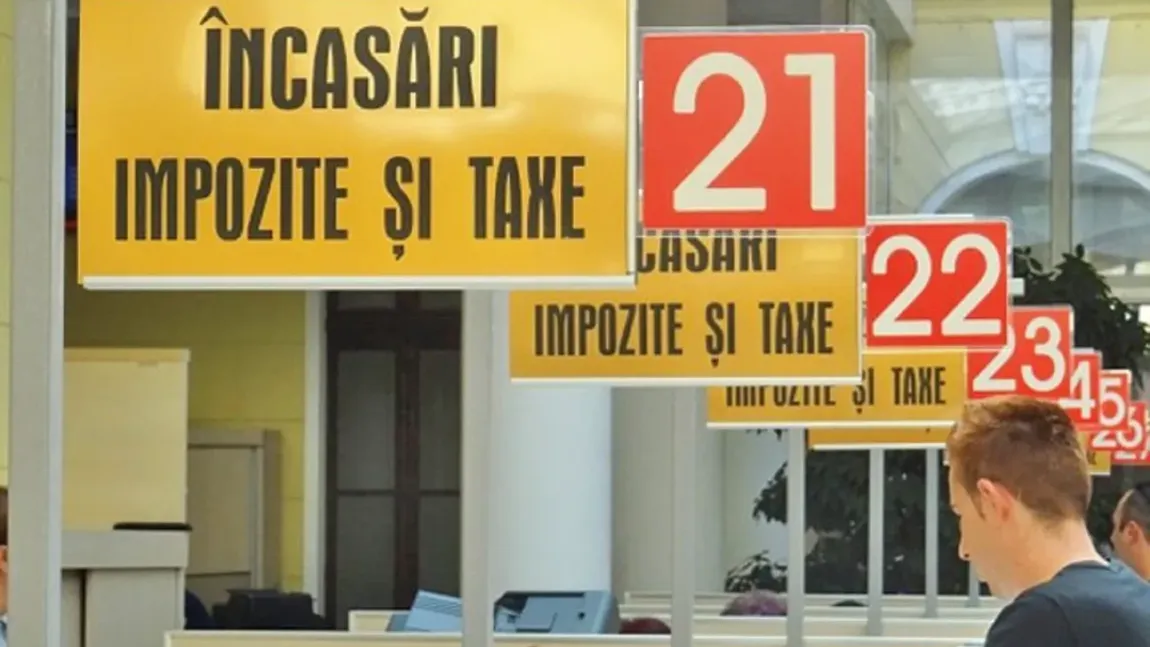 ÎNCASĂRI
IMPOZITE ȘI TAXE
21
IMPOZITE ȘI TAXE
22
IMPOZITE ȘI TAXE
23